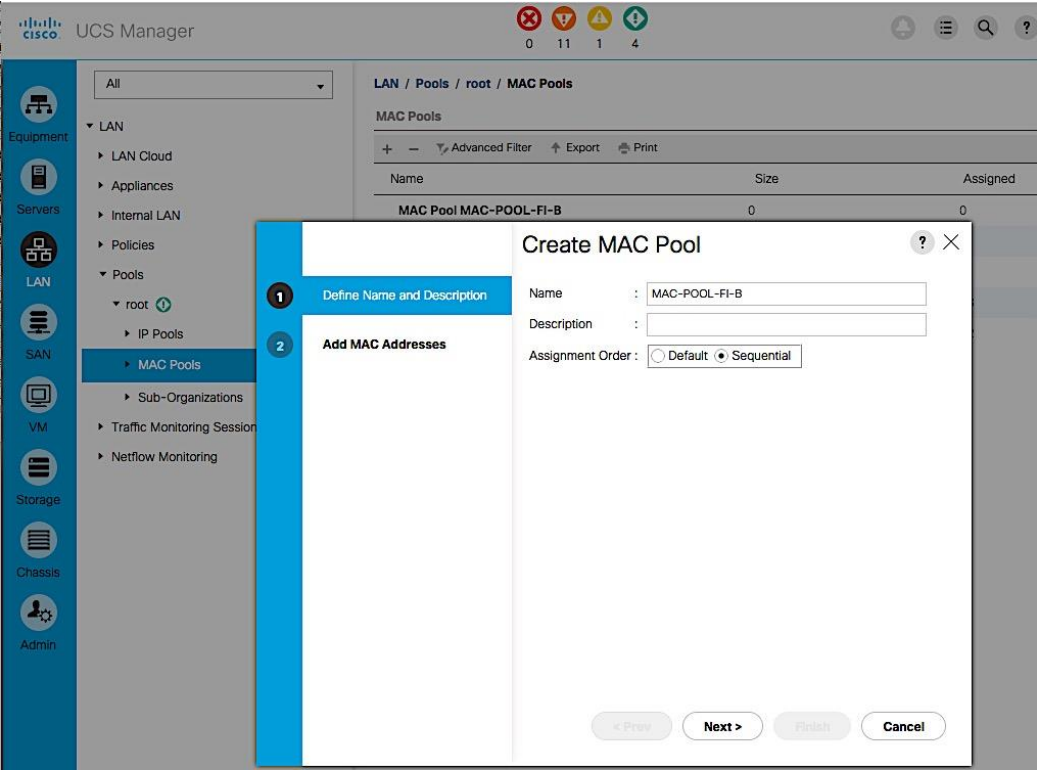 cisco UCS Manager
0 11 1 4
?
Equipment
Servers
LAN
SAN
VM
Storage
Chassis
Admin
All
LAN
LAN Cloud
Appliances
Internal LAN
Policies
Pools
root
IP Pools
MAC Pools
Sub-Organizations
Traffic Monitoring Session
Netflow Monitoring
LAN / Pools / root / MAC Pools
MAC Pools
+ − Advanced Filter Export Print
Name Size Assigned
MAC Pool MAC-POOL-FI-B 0 0
1 Define Name and Description
2 Add MAC Addresses
Create MAC Pool ?
Name : MAC-POOL-FI-B
Description :
Assignment Order : Default Sequential
< Prev Next > Finish Cancel